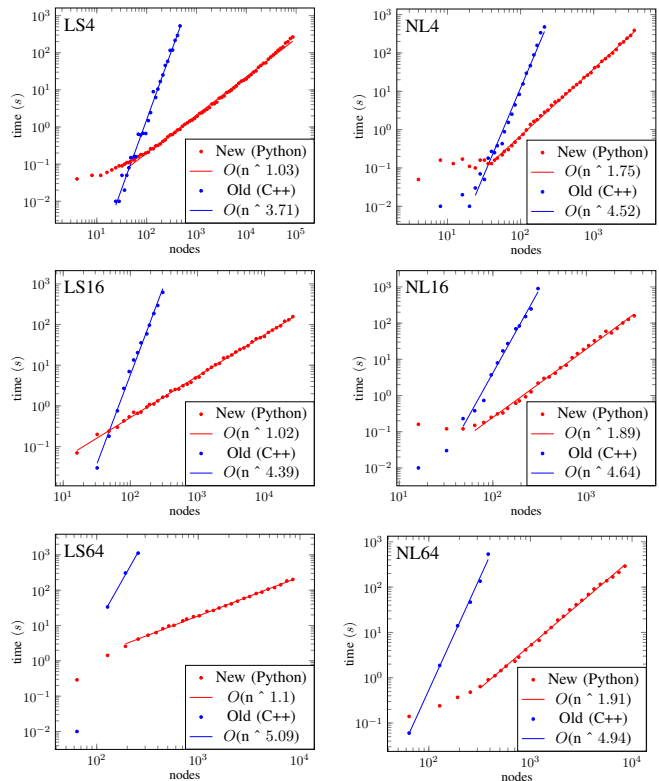 LS4
10^3
10^2
10^1
10^0
10^-1
10^-2
time (s)
New (Python)
O(n ^ 1.03)
Old (C++)
O(n ^ 3.71)
10^1
10^2
10^3
10^4
10^5
nodes
NL4
10^3
10^2
10^1
10^0
10^-1
10^-2
time (s)
New (Python)
O(n ^ 1.75)
Old (C++)
O(n ^ 4.52)
10^1
10^2
10^3
nodes
LS16
10^3
10^2
10^1
10^0
10^-1
time (s)
New (Python)
O(n ^ 1.02)
Old (C++)
O(n ^ 4.39)
10^1
10^2
10^3
10^4
nodes
NL16
10^3
10^2
10^1
10^0
10^-1
10^-2
time (s)
New (Python)
O(n ^ 1.89)
Old (C++)
O(n ^ 4.64)
10^1
10^2
10^3
nodes
LS64
10^3
10^2
10^1
10^0
10^-1
10^-2
time (s)
New (Python)
O(n ^ 1.1)
Old (C++)
O(n ^ 5.09)
10^2
10^3
10^4
nodes
NL64
10^3
10^2
10^1
10^0
10^-1
time (s)
New (Python)
O(n ^ 1.91)
Old (C++)
O(n ^ 4.94)
10^2
10^3
10^4
nodes